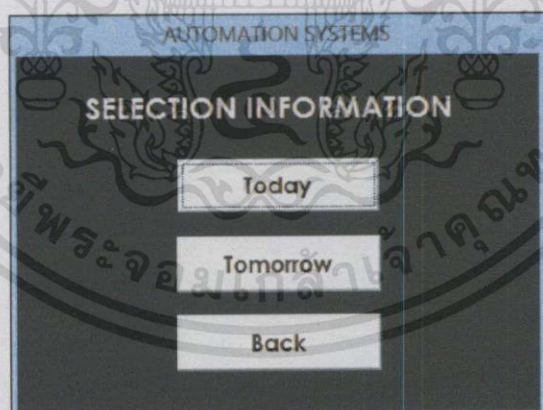 AUTOMATION SYSTEMS
SELECTION INFORMATION
Today
Tomorrow
Back